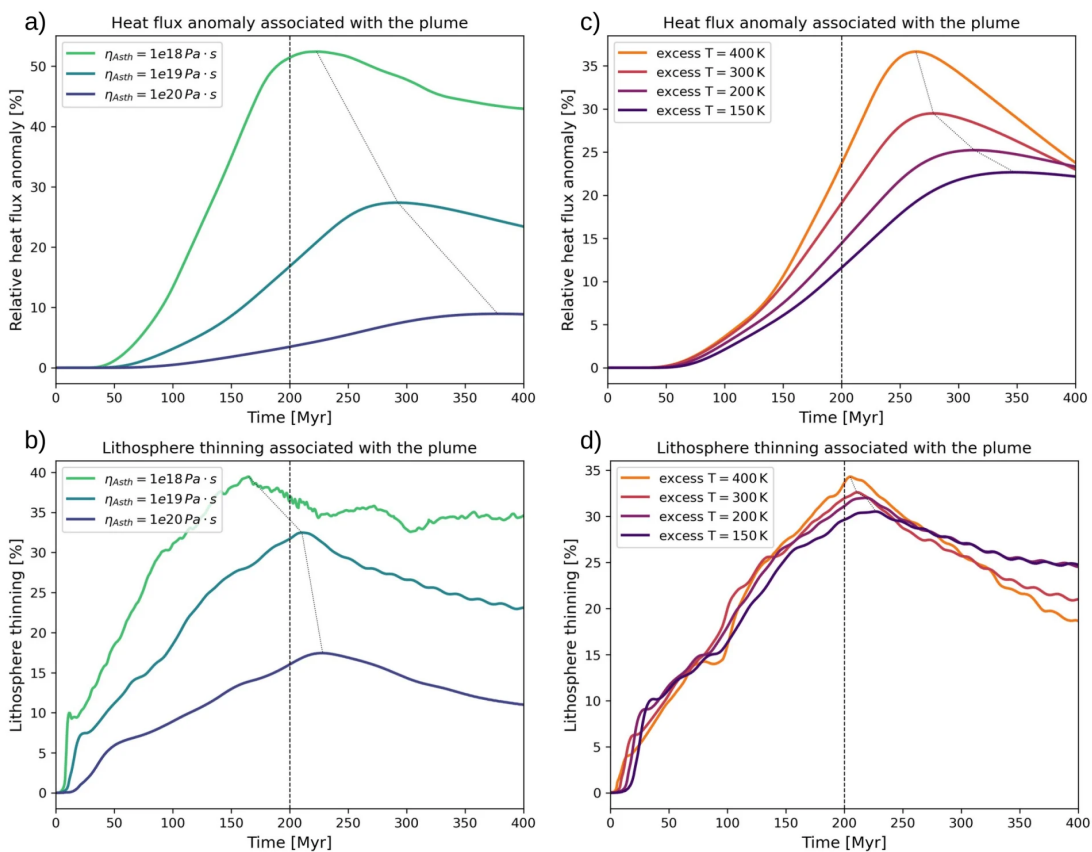 a)
Heat flux anomaly associated with the plume
η_Asth = 1e18 Pa · s
η_Asth = 1e19 Pa · s
η_Asth = 1e20 Pa · s
Relative heat flux anomaly [%]
50
40
30
20
10
0
0 50 100 150 200 250 300 350 400
Time [Myr]
c)
Heat flux anomaly associated with the plume
excess T = 400 K
excess T = 300 K
excess T = 200 K
excess T = 150 K
Relative heat flux anomaly [%]
35
30
25
20
15
10
5
0
0 50 100 150 200 250 300 350 400
Time [Myr]
b)
Lithosphere thinning associated with the plume
η_Asth = 1e18 Pa · s
η_Asth = 1e19 Pa · s
η_Asth = 1e20 Pa · s
Lithosphere thinning [%]
40
35
30
25
20
15
10
5
0
0 50 100 150 200 250 300 350 400
Time [Myr]
d)
Lithosphere thinning associated with the plume
excess T = 400 K
excess T = 300 K
excess T = 200 K
excess T = 150 K
Lithosphere thinning [%]
35
30
25
20
15
10
5
0
0 50 100 150 200 250 300 350 400
Time [Myr]